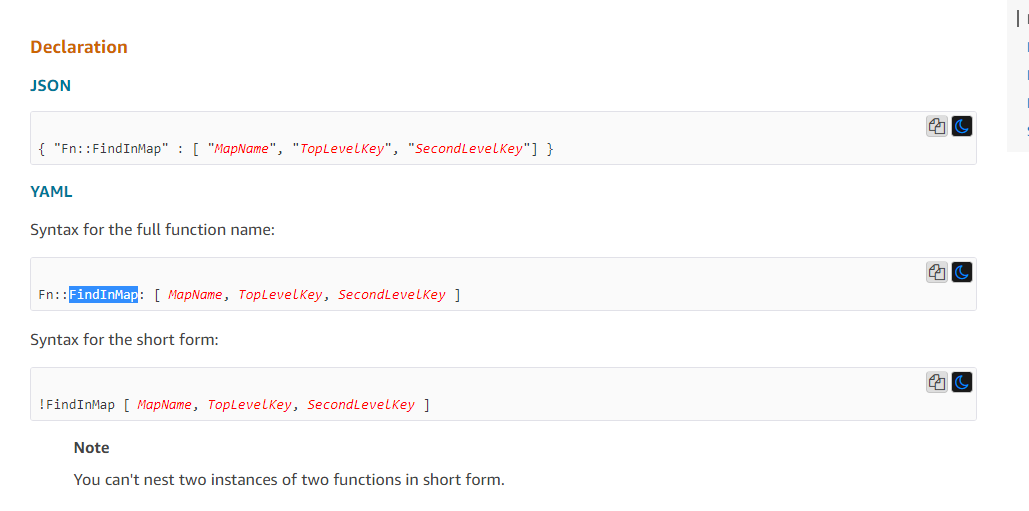 Declaration
JSON
{ "Fn::FindInMap" : [ "MapName", "TopLevelKey", "SecondLevelKey"] }
YAML
Syntax for the full function name:
Fn::FindInMap: [ MapName, TopLevelKey, SecondLevelKey ]
Syntax for the short form:
!FindInMap [ MapName, TopLevelKey, SecondLevelKey ]
Note
You can't nest two instances of two functions in short form.